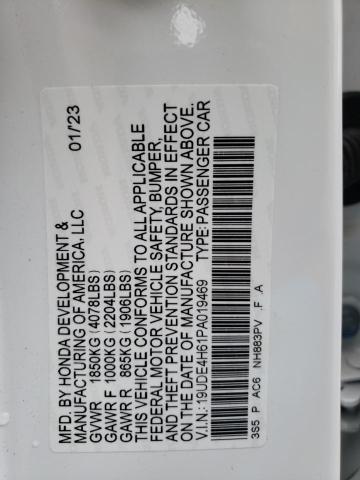 MFD. BY HONDA DEVELOPMENT &
MANUFACTURING OF AMERICA, LLC
01/'23
GVWR 1850KG (4078LBS)
GAWR F 1000KG (2204LBS)
GAWR R 865KG (1906LBS)
THIS VEHICLE CONFORMS TO ALL APPLICABLE
FEDERAL MOTOR VEHICLE SAFETY, BUMPER,
AND THEFT PREVENTION STANDARDS IN EFFECT
ON THE DATE OF MANUFACTURE SHOWN ABOVE.
V.I.N.: 19UDE4H61PA019469 TYPE: PASSENGER CAR
3S5 P AC6 NH883PV .F .A